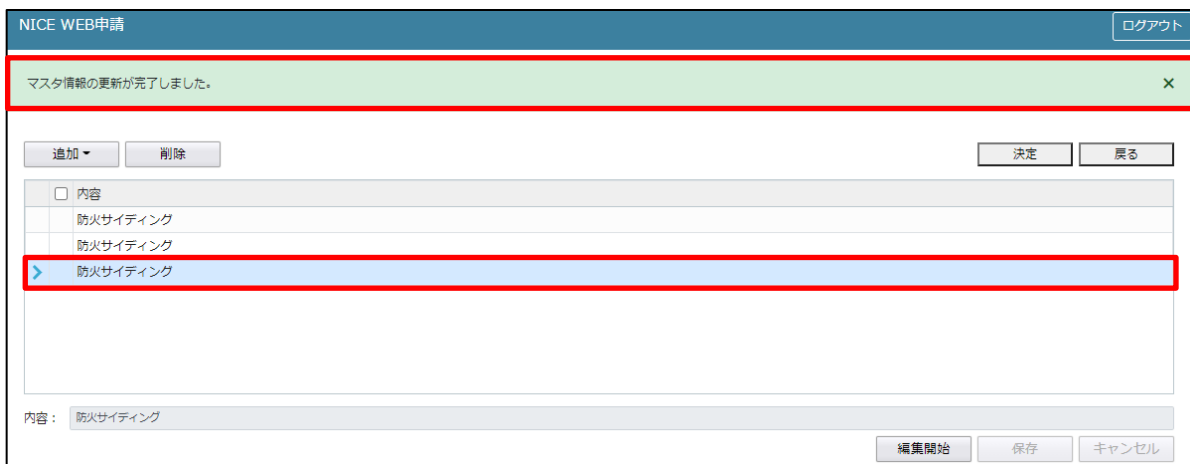 NICE WEB申請 ログアウト
マスタ情報の更新が完了しました。 ×
追加 削除 決定 戻る
内容
防火サイディング
防火サイディング
防火サイディング
内容： 防火サイディング
編集開始 保存 キャンセル